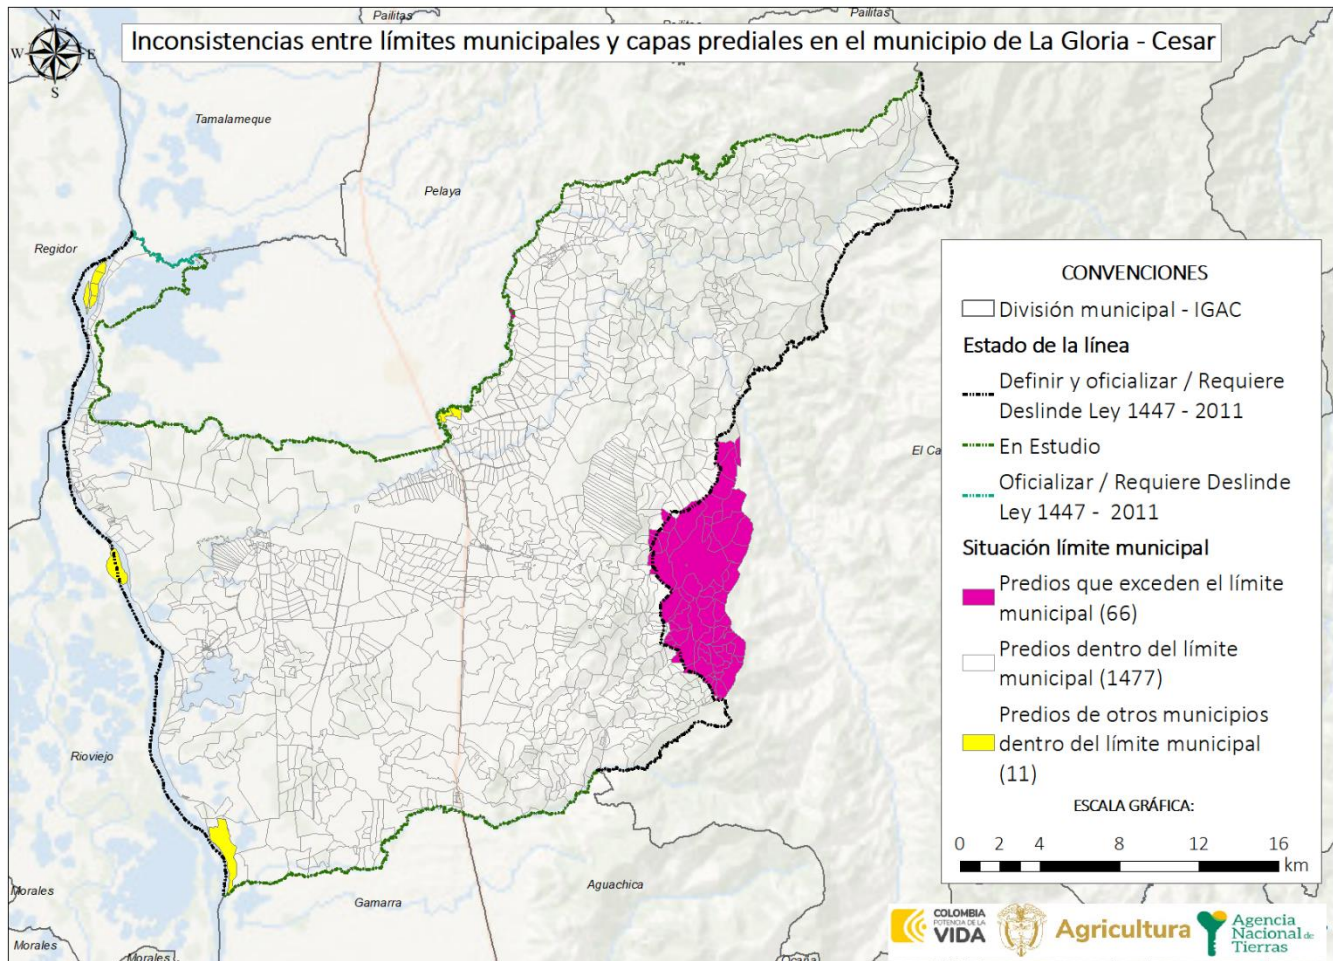 Pailitas
Pailitas
Inconsistencias entre límites municipales y capas prediales en el municipio de La Gloria - Cesar
N
W
E
S
Tamalameque
Pelaya
Regidor
El Ca
Rioviejo
Aguachica
Gamarra
Morales
Morales
Morales
CONVENCIONES
División municipal - IGAC
Estado de la línea
Definir y oficializar / Requiere
Deslinde Ley 1447 - 2011
En Estudio
Oficializar / Requiere Deslinde
Ley 1447 - 2011
Situación límite municipal
Predios que exceden el límite
municipal (66)
Predios dentro del límite
municipal (1477)
Predios de otros municipios
dentro del límite municipal
(11)
ESCALA GRÁFICA:
0 2 4 8 12 16
km
COLOMBIA
POTENCIA DE LA
VIDA
Agricultura
Agencia
Nacional de
Tierras